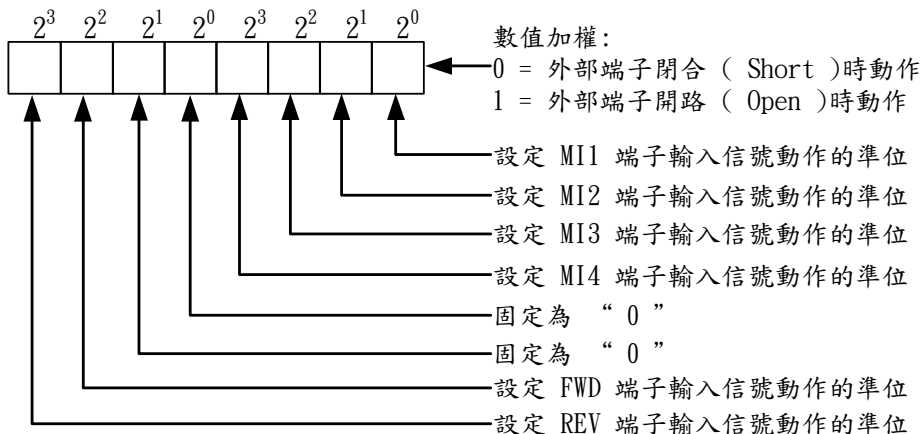 2³ 2² 2¹ 2⁰ 2³ 2² 2¹ 2⁰
數值加權:
0 = 外部端子閉合 ( Short )時動作
1 = 外部端子開路 ( Open )時動作
設定 MI1 端子輸入信號動作的準位
設定 MI2 端子輸入信號動作的準位
設定 MI3 端子輸入信號動作的準位
設定 MI4 端子輸入信號動作的準位
固定為 “ 0 ”
固定為 “ 0 ”
設定 FWD 端子輸入信號動作的準位
設定 REV 端子輸入信號動作的準位